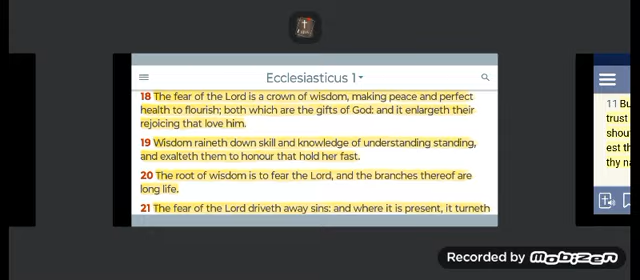 Ecclesiasticus 1
18 The fear of the Lord is a crown of wisdom, making peace and perfect
health to flourish; both which are the gifts of God: and it enlargeth their
rejoicing that love him.
19 Wisdom raineth down skill and knowledge of understanding standing,
and exalteth them to honour that hold her fast.
20 The root of wisdom is to fear the Lord, and the branches thereof are
long life.
21 The fear of the Lord driveth away sins: and where it is present, it turneth
11 Bu
trust
shou
est th
thy na
Recorded by MOBIZEN